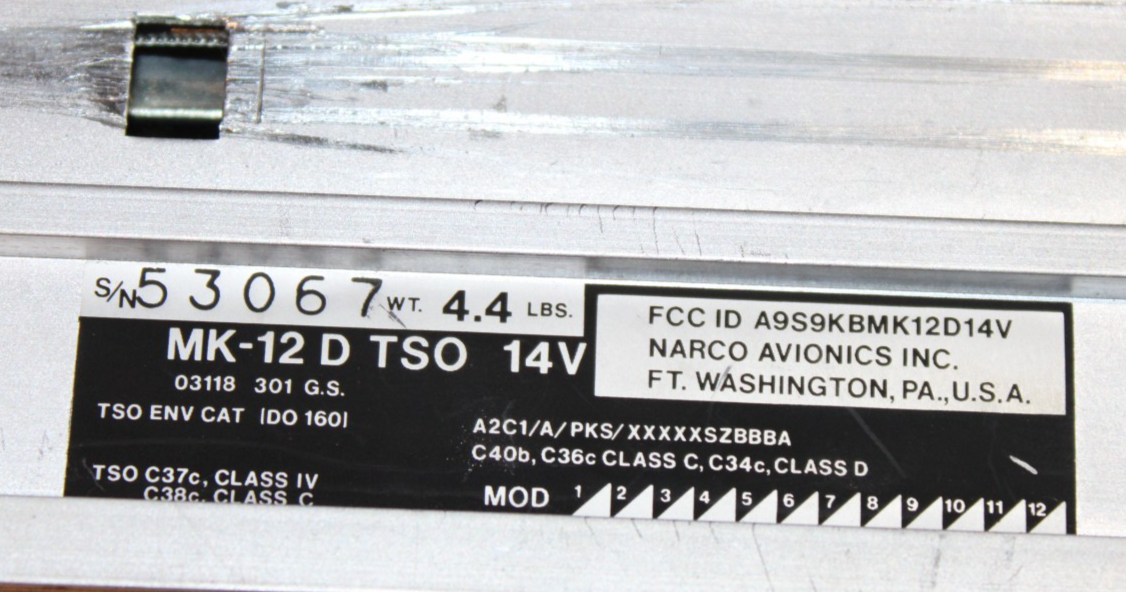 S/N 53067 WT. 4.4 LBS.
MK-12 D TSO 14V
03118 301 G.S.
TSO ENV CAT (DO 160)
TSO C37c, CLASS IV
C38c, CLASS C
FCC ID A9S9KBMK12D14V
NARCO AVIONICS INC.
FT. WASHINGTON, PA., U.S.A.
A2C1/A/PKS/XXXXXSZBBBA
C40b, C36c CLASS C, C34c, CLASS D
MOD 1 2 3 4 5 6 7 8 9 10 11 12